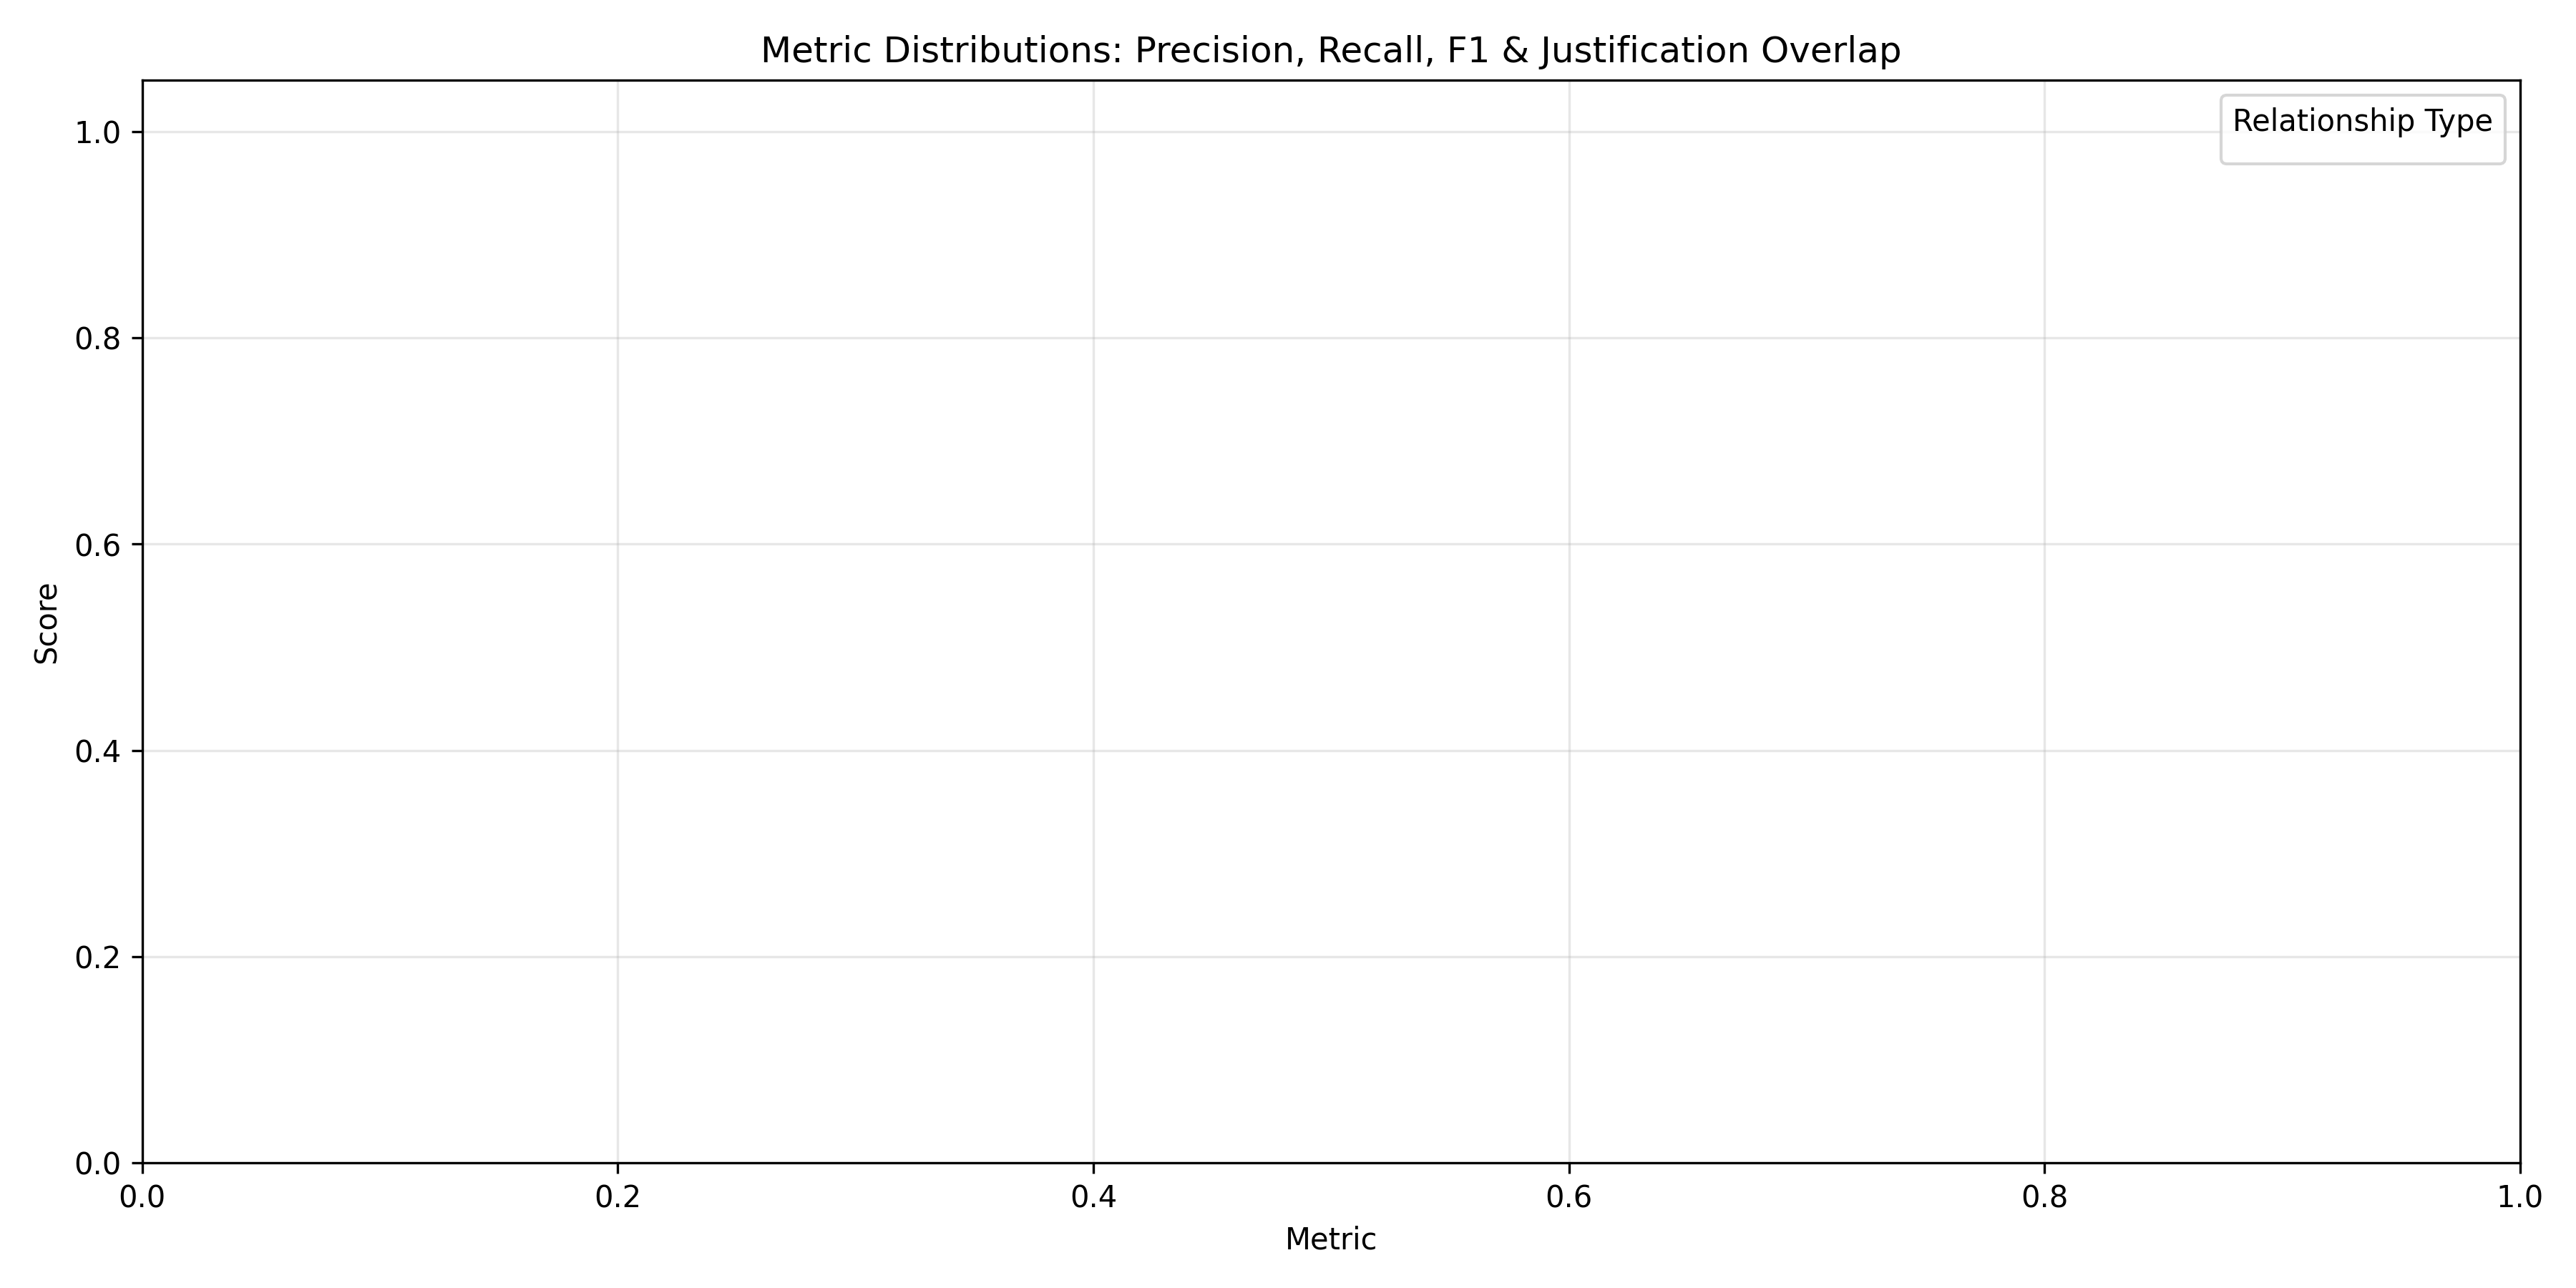 Metric Distributions: Precision, Recall, F1 & Justification Overlap
Relationship Type
1.0
0.8
0.6
0.4
0.2
0.0
Score
0.0 0.2 0.4 0.6 0.8 1.0
Metric